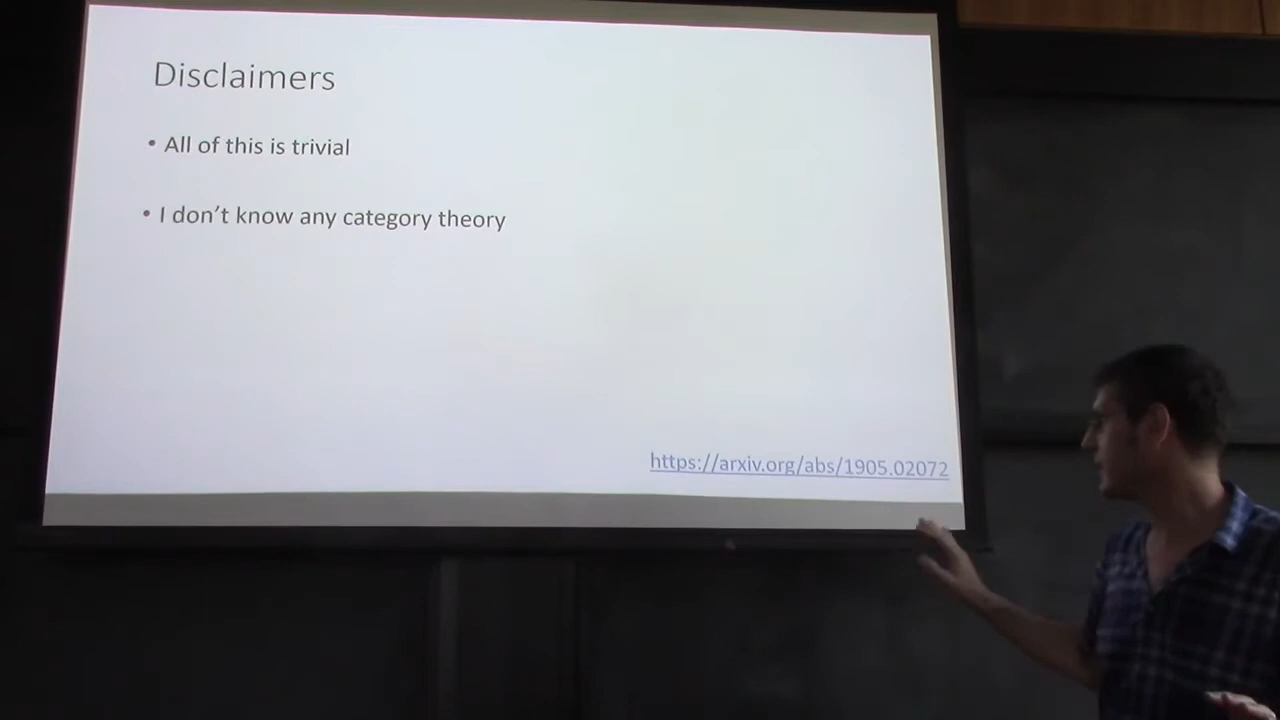 Disclaimers
• All of this is trivial
• I don't know any category theory
https://arxiv.org/abs/1905.02072